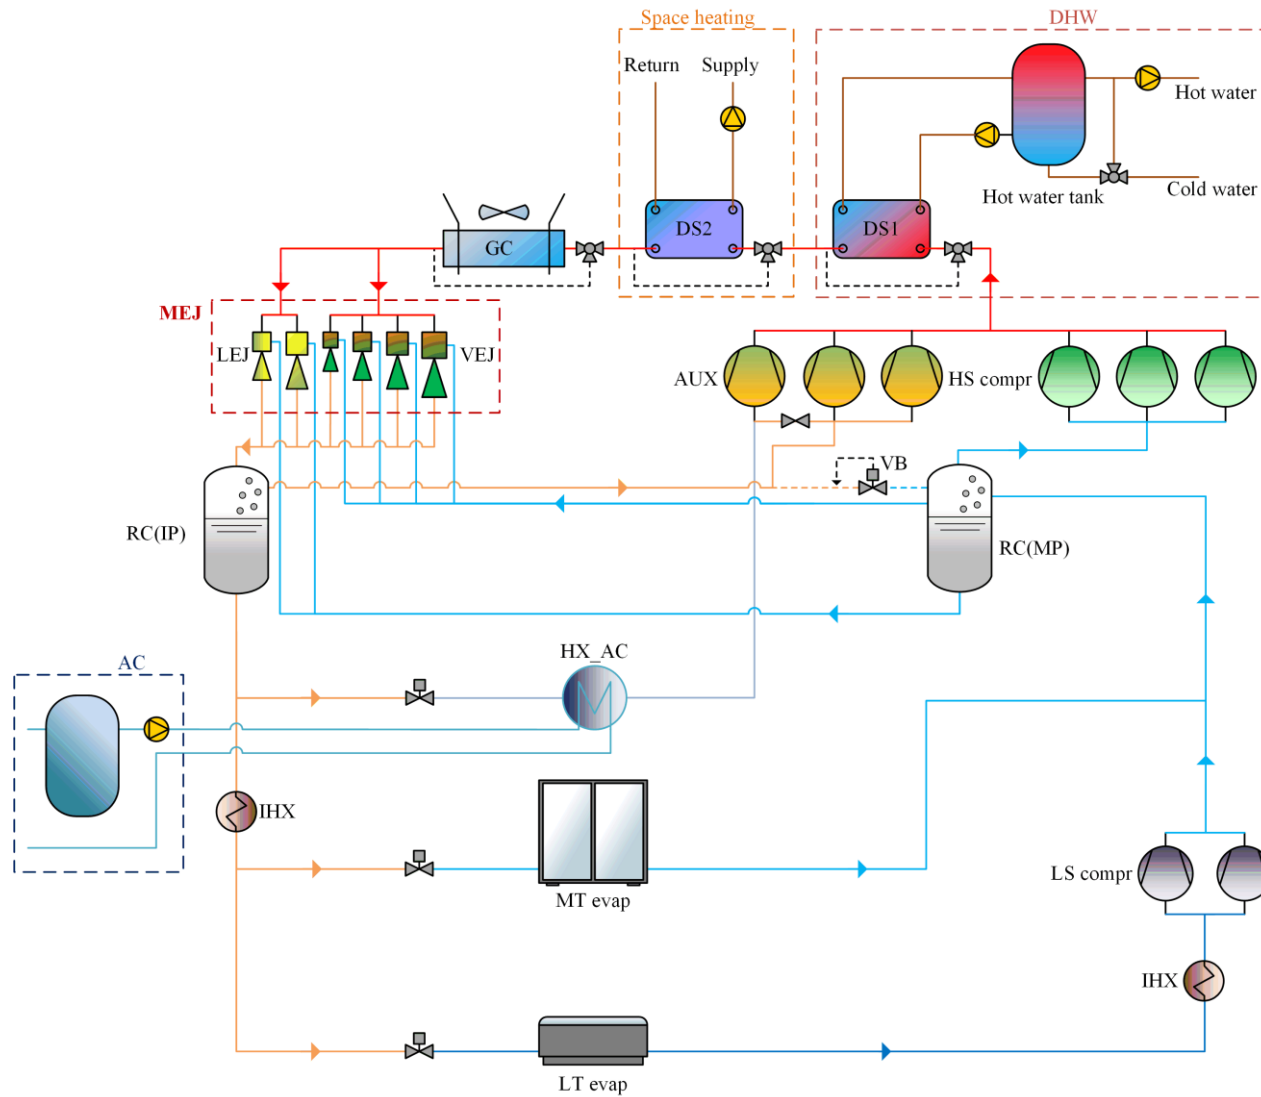 Space heating
DHW
Return
Supply
Hot water
Cold water
Hot water tank
GC
DS2
DS1
MEJ
LEJ
VEJ
AUX
HS compr
VB
RC(IP)
RC(MP)
HX_AC
AC
IHX
MT evap
LS compr
IHX
LT evap